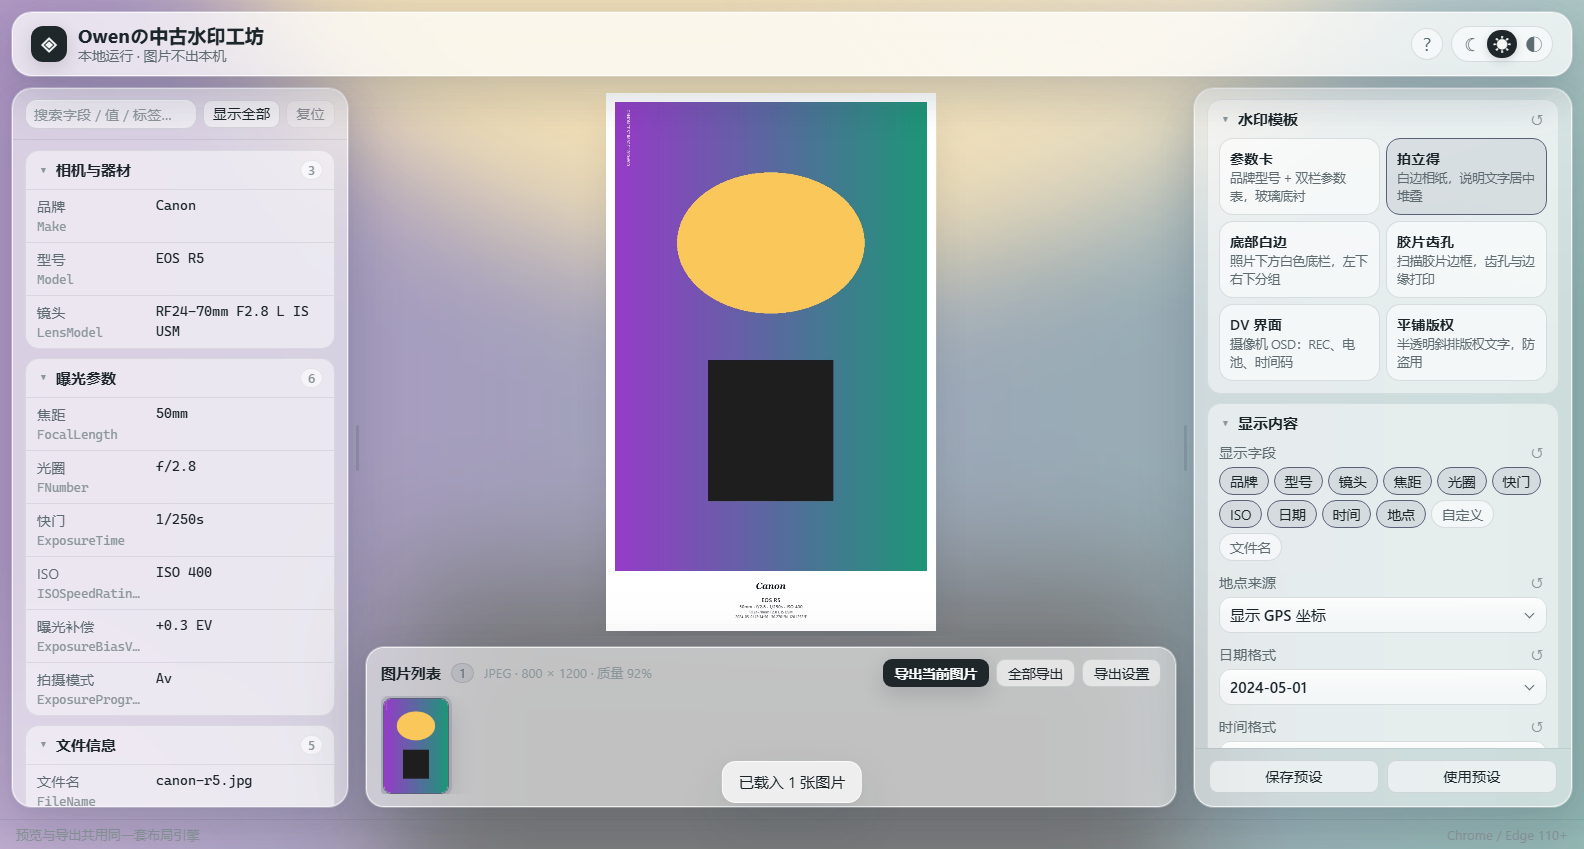 Owenの中古水印工坊
本地运行 · 图片不出本机
?
搜索字段 / 值 / 标签...
显示全部
复位
相机与器材
3
品牌
Canon
Make
型号
EOS R5
Model
镜头
RF24-70mm F2.8 L IS
USM
LensModel
曝光参数
6
焦距
50mm
FocalLength
光圈
f/2.8
FNumber
快门
1/250s
ExposureTime
ISO
ISO 400
ISOSpeedRatin…
曝光补偿
+0.3 EV
ExposureBiasV…
拍摄模式
Av
ExposureProgr…
文件信息
5
文件名
canon-r5.jpg
FileName
Canon
EOS R5
50mm · f/2.8 · 1/250s · ISO 400
图片列表
1
JPEG · 800 × 1200 · 质量 92%
导出当前图片
全部导出
导出设置
已载入 1 张图片
水印模板
参数卡
品牌型号 + 双栏参数
表，玻璃底衬
拍立得
白边相纸，说明文字居中
堆叠
底部白边
照片下方白色底栏，左下
右下分组
胶片齿孔
扫描胶片边框，齿孔与边
缘打印
DV 界面
摄像机 OSD：REC、电
池、时间码
平铺版权
半透明斜排版权文字，防
盗用
显示内容
显示字段
品牌
型号
镜头
焦距
光圈
快门
ISO
日期
时间
地点
自定义
文件名
地点来源
显示 GPS 坐标
日期格式
2024-05-01
时间格式
保存预设
使用预设
预览与导出共用同一套布局引擎
Chrome / Edge 110+